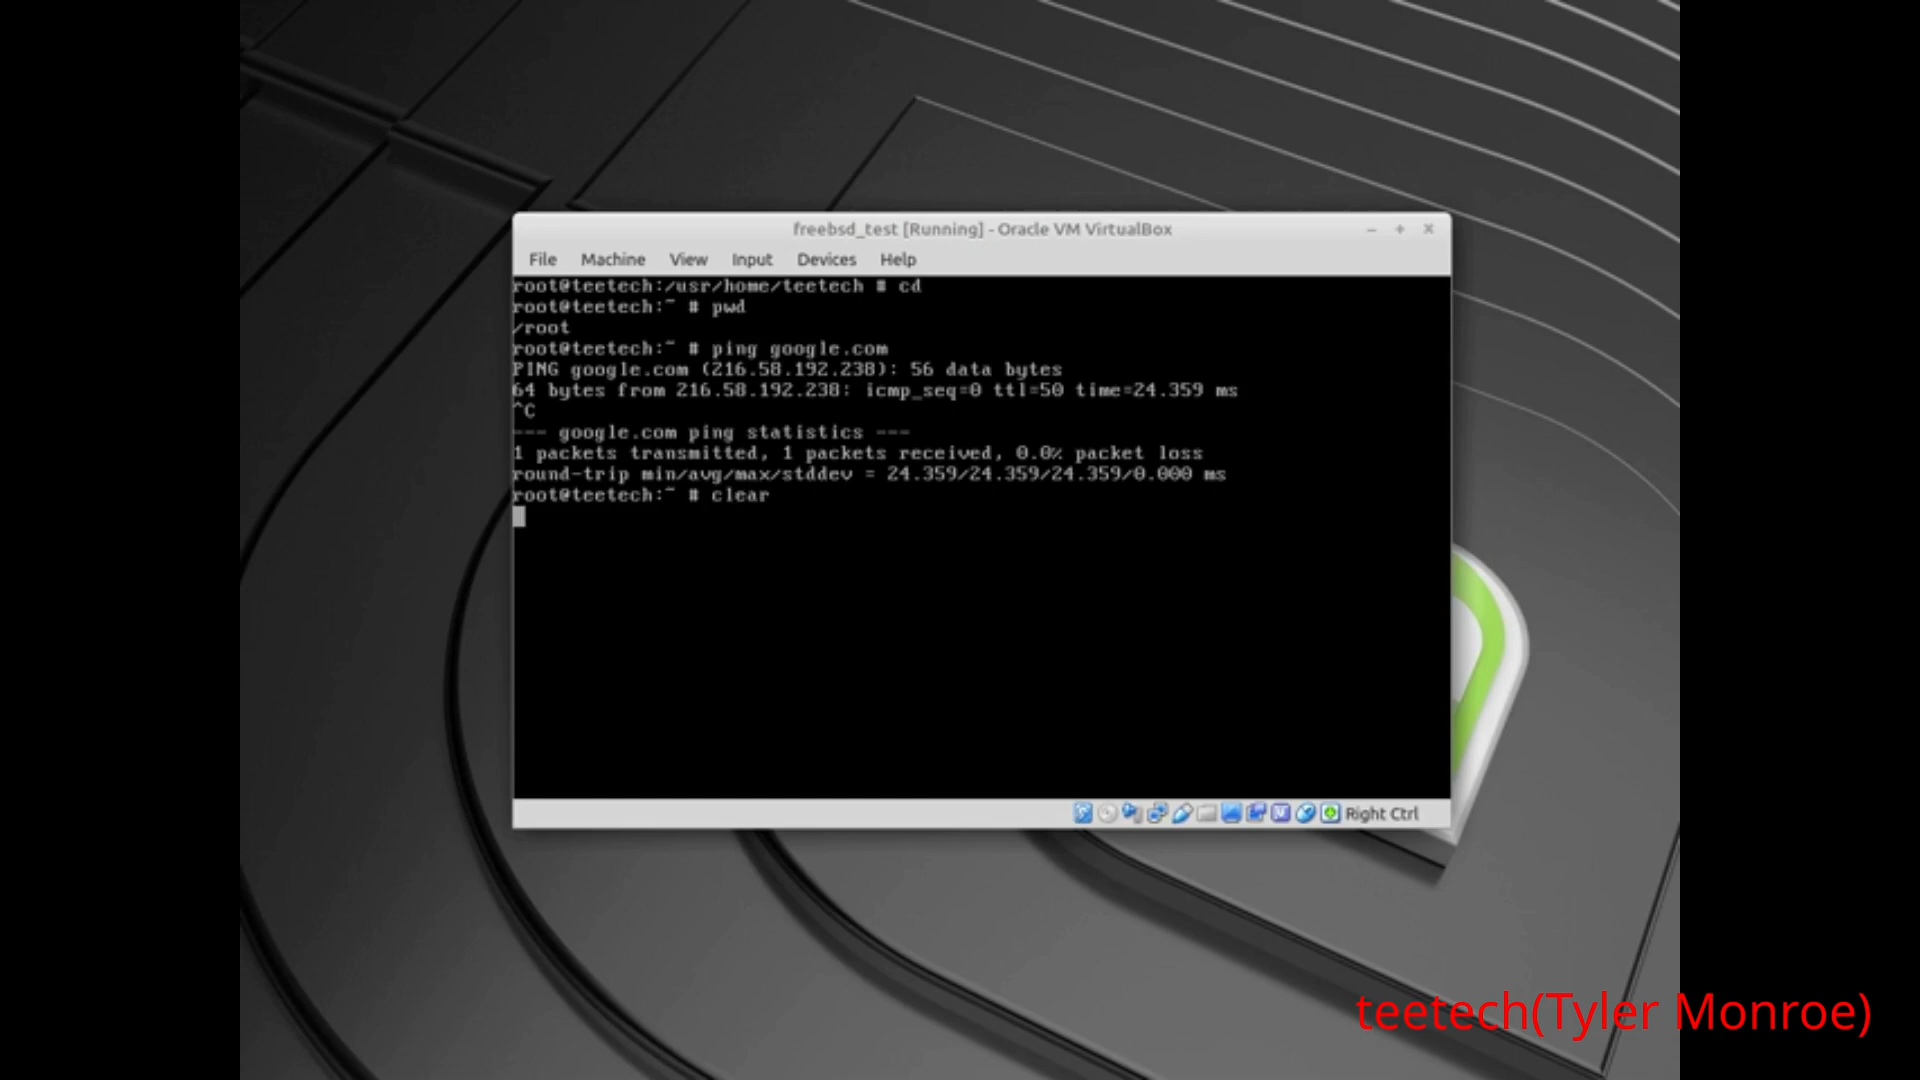 freebsd_test [Running] - Oracle VM VirtualBox
File Machine View Input Devices Help
root@teetech:/usr/home/teetech # cd
root@teetech:~ # pwd
/root
root@teetech:~ # ping google.com
PING google.com (216.58.192.238): 56 data bytes
64 bytes from 216.58.192.238: icmp_seq=0 ttl=50 time=24.359 ms
^C
--- google.com ping statistics ---
1 packets transmitted, 1 packets received, 0.0% packet loss
round-trip min/avg/max/stddev = 24.359/24.359/24.359/0.000 ms
root@teetech:~ # clear
Right Ctrl
teetech(Tyler Monroe)